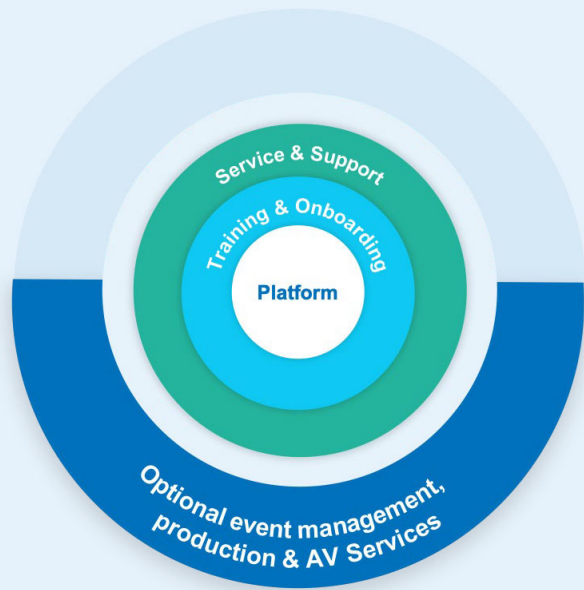 Service & Support
Training & Onboarding
Platform
Optional event management,
production & AV Services